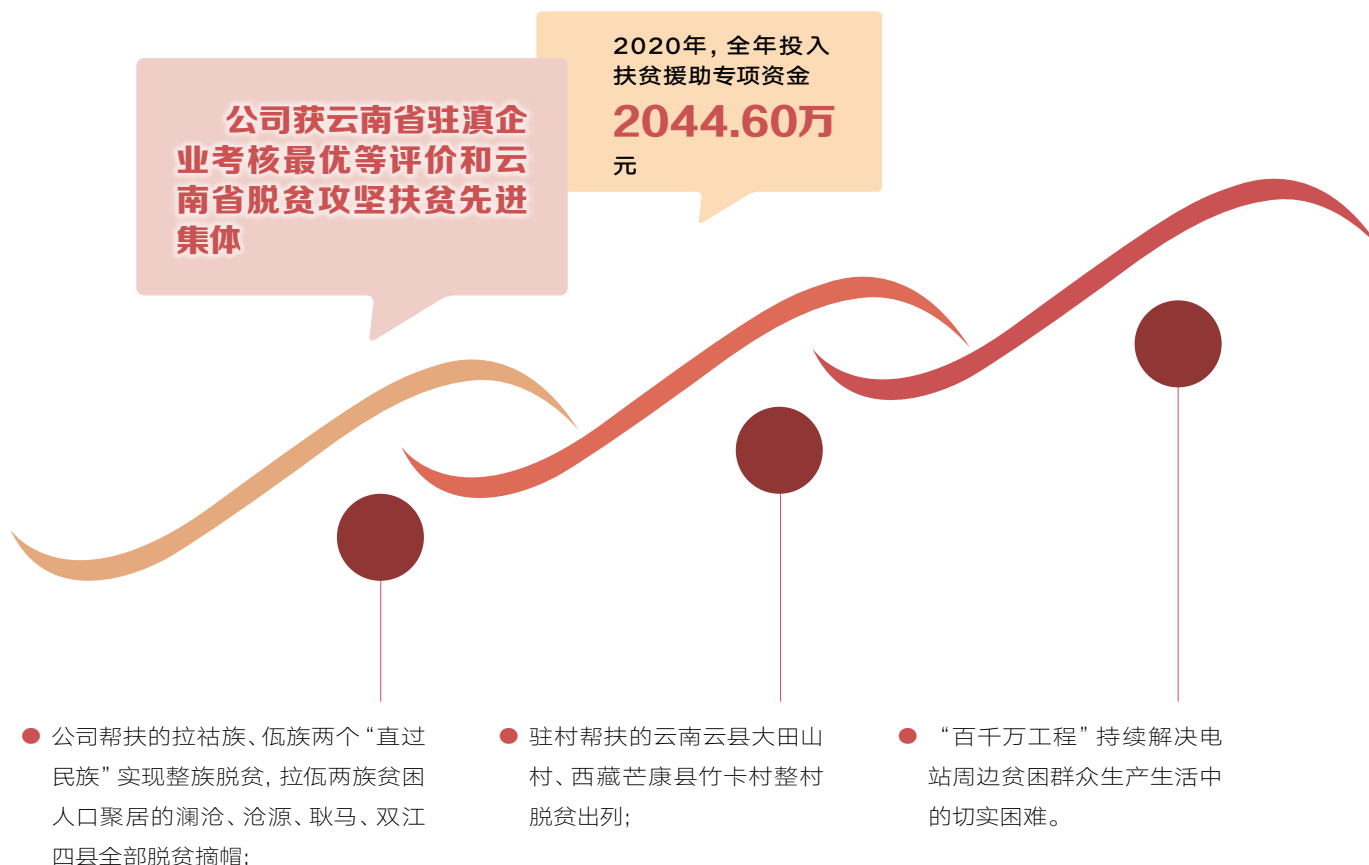 公司获云南省驻滇企
业考核最优等评价和云
南省脱贫攻坚扶贫先进
集体
2020年, 全年投入
扶贫援助专项资金
2044.60万
元
公司帮扶的拉祜族、佤族两个“直过
民族”实现整族脱贫, 拉佤两族贫困
人口聚居的澜沧、沧源、耿马、双江
四县全部脱贫摘帽;
驻村帮扶的云南云县大田山
村、西藏芒康县竹卡村整村
脱贫出列;
“百千万工程”持续解决电
站周边贫困群众生产生活中
的切实困难。